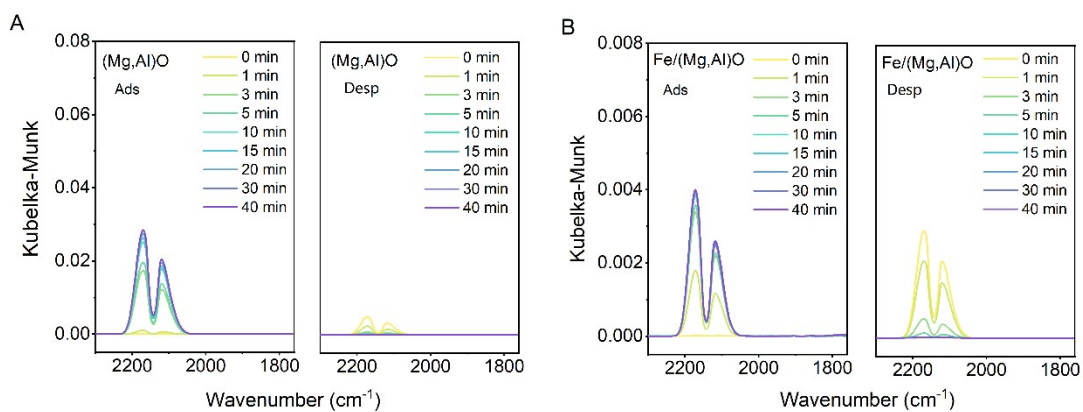 A
Kubelka-Munk
0.08
0.06
0.04
0.02
0.00
(Mg,Al)O
Ads
0 min
1 min
3 min
5 min
10 min
15 min
20 min
30 min
40 min
2200
2000
1800
(Mg,Al)O
Desp
0 min
1 min
3 min
5 min
10 min
15 min
20 min
30 min
40 min
2200
2000
1800
Wavenumber (cm⁻¹)
B
Kubelka-Munk
0.008
0.006
0.004
0.002
0.000
Fe/(Mg,Al)O
Ads
0 min
1 min
3 min
5 min
10 min
15 min
20 min
30 min
40 min
2200
2000
1800
Fe/(Mg,Al)O
Desp
0 min
1 min
3 min
5 min
10 min
15 min
20 min
30 min
40 min
2200
2000
1800
Wavenumber (cm⁻¹)